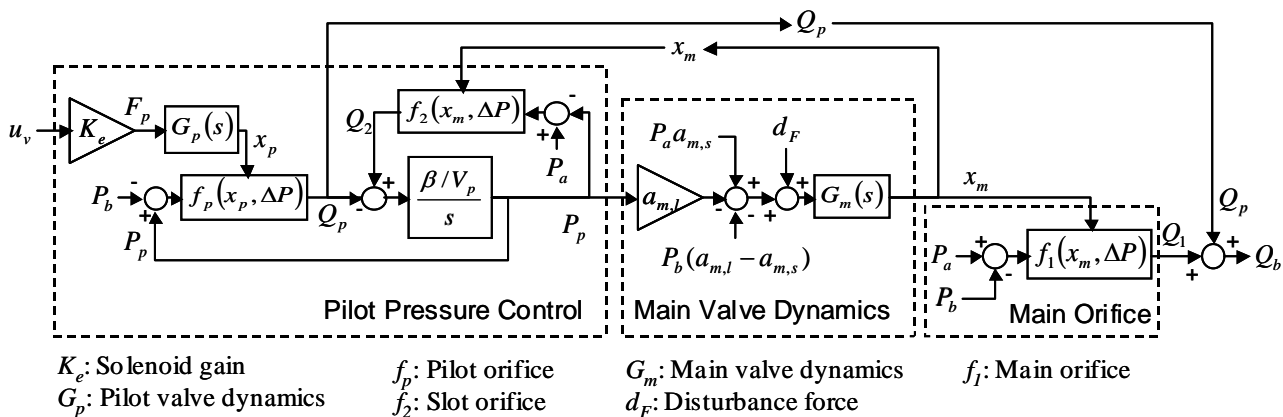 Q_p
x_m
u_v
K_e
F_p
G_p(s)
x_p
Q_2
f_2(x_m, ΔP)
-
+
P_a
P_b
-
+
f_p(x_p, ΔP)
Q_p
-
+
β/V_p
s
P_p
P_p
Pilot Pressure Control
a_{m,l}
P_a a_{m,s}
+
-
-
P_b(a_{m,l} − a_{m,s})
d_F
+
+
G_m(s)
Main Valve Dynamics
x_m
P_a
+
-
P_b
f_1(x_m, ΔP)
Q_1
Q_p
+
+
Q_b
Main Orifice
K_e: Solenoid gain
G_p: Pilot valve dynamics
f_p: Pilot orifice
f_2: Slot orifice
G_m: Main valve dynamics
d_F: Disturbance force
f_1: Main orifice